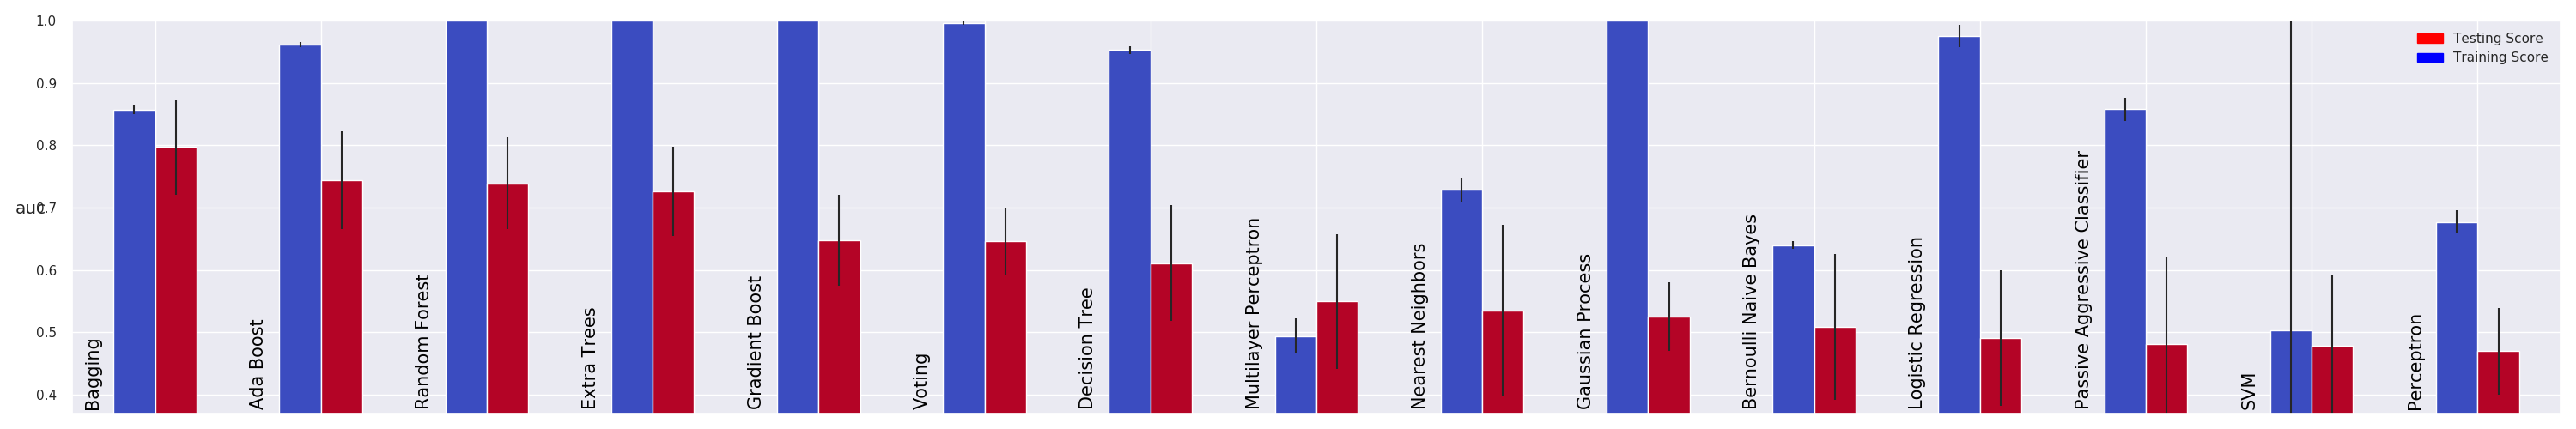 1.0
0.9
0.8
0.7
0.6
0.5
0.4
auc
Testing Score
Training Score
Bagging
Ada Boost
Random Forest
Extra Trees
Gradient Boost
Voting
Decision Tree
Multilayer Perceptron
Nearest Neighbors
Gaussian Process
Bernoulli Naive Bayes
Logistic Regression
Passive Aggressive Classifier
SVM
Perceptron